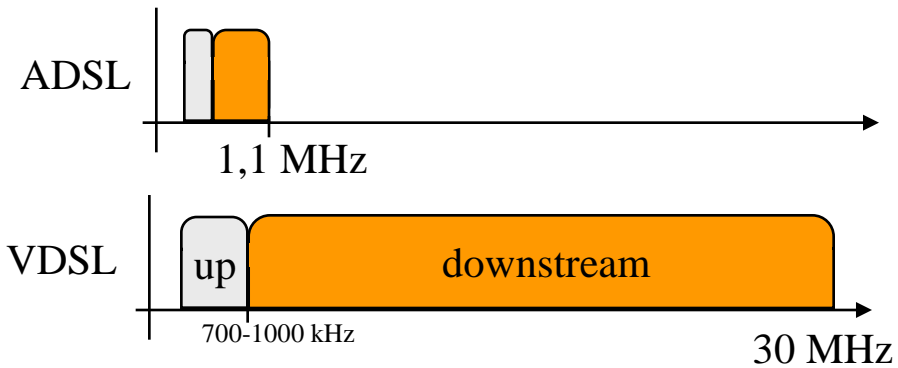 ADSL
1,1 MHz
VDSL
up
downstream
700-1000 kHz
30 MHz